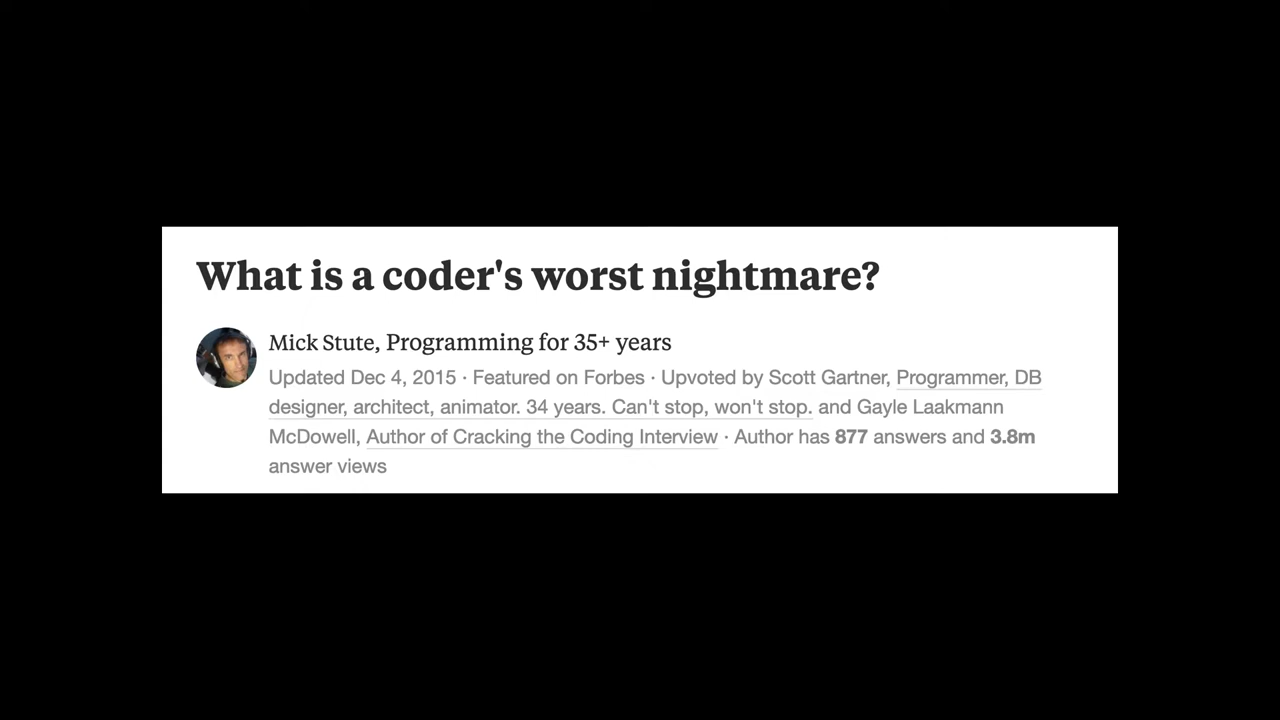 What is a coder's worst nightmare?
Mick Stute, Programming for 35+ years
Updated Dec 4, 2015 · Featured on Forbes · Upvoted by Scott Gartner, Programmer, DB
designer, architect, animator. 34 years. Can't stop, won't stop. and Gayle Laakmann
McDowell, Author of Cracking the Coding Interview · Author has 877 answers and 3.8m
answer views